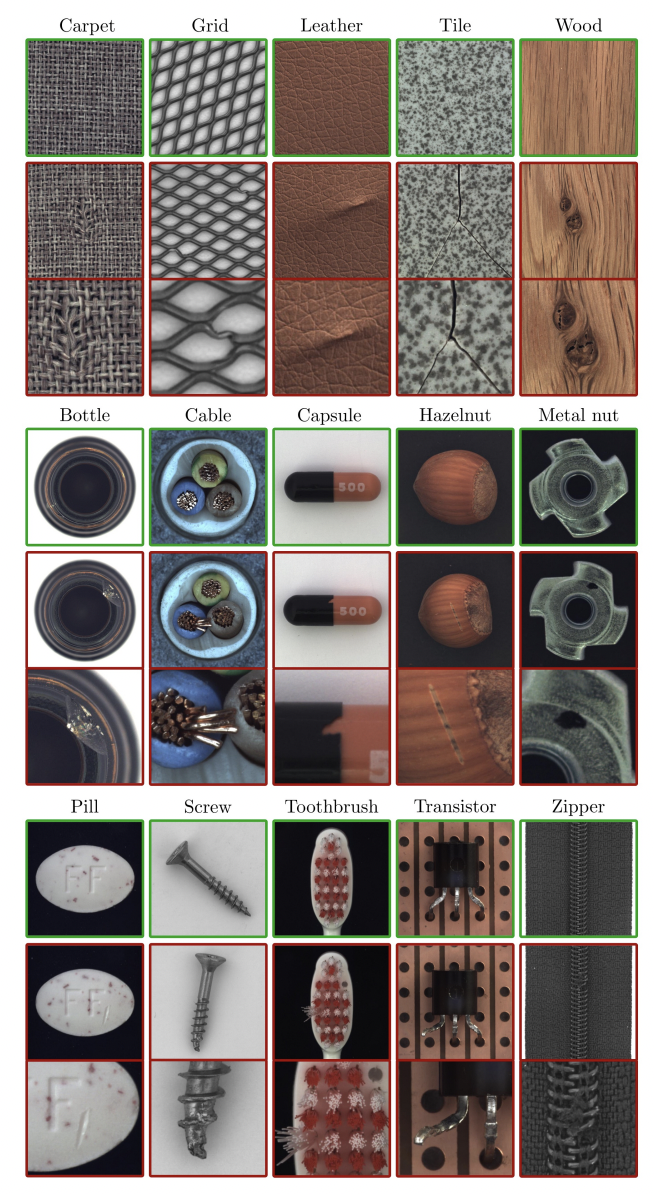 Carpet Grid Leather Tile Wood
Bottle Cable Capsule Hazelnut Metal nut
500
500
5
Pill Screw Toothbrush Transistor Zipper
FF
FF
F